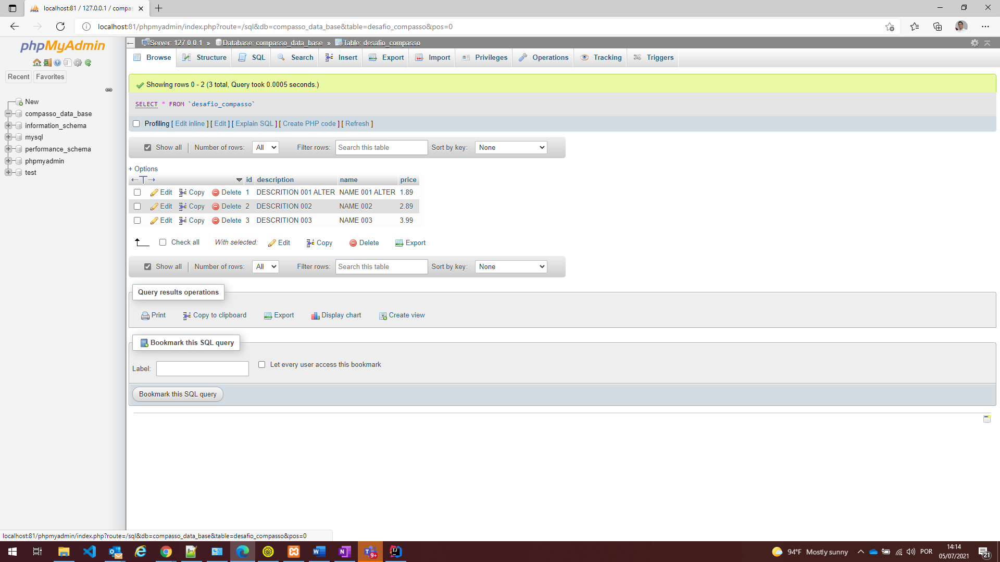 localhost:81 / 127.0.0.1 / compas
localhost:81/phpmyadmin/index.php?route=/sql&db=compasso_data_base&table=desafio_compasso&pos=0
phpMyAdmin
Recent Favorites
New
compasso_data_base
information_schema
mysql
performance_schema
phpmyadmin
test
Server: 127.0.0.1 » Database: compasso_data_base » Table: desafio_compasso
Browse Structure SQL Search Insert Export Import Privileges Operations Tracking Triggers
Showing rows 0 - 2 (3 total, Query took 0.0005 seconds.)
SELECT * FROM `desafio_compasso`
Profiling [ Edit inline ] [ Edit ] [ Explain SQL ] [ Create PHP code ] [ Refresh ]
Show all Number of rows: All Filter rows: Search this table Sort by key: None
+ Options
←T→ id description name price
Edit Copy Delete 1 DESCRITION 001 ALTER NAME 001 ALTER 1.89
Edit Copy Delete 2 DESCRITION 002 NAME 002 2.89
Edit Copy Delete 3 DESCRITION 003 NAME 003 3.99
Check all With selected: Edit Copy Delete Export
Show all Number of rows: All Filter rows: Search this table Sort by key: None
Query results operations
Print Copy to clipboard Export Display chart Create view
Bookmark this SQL query
Label: Let every user access this bookmark
Bookmark this SQL query
localhost:81/phpmyadmin/index.php?route=/sql&db=compasso_data_base&table=desafio_compasso&pos=0
94°F Mostly sunny POR 14:14
05/07/2021 21